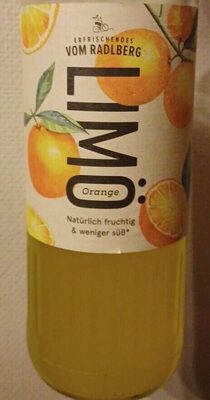 ERFRISCHENDES
VOM RADLBERG
LIMÖ
Orange
Natürlich fruchtig
& weniger süß*